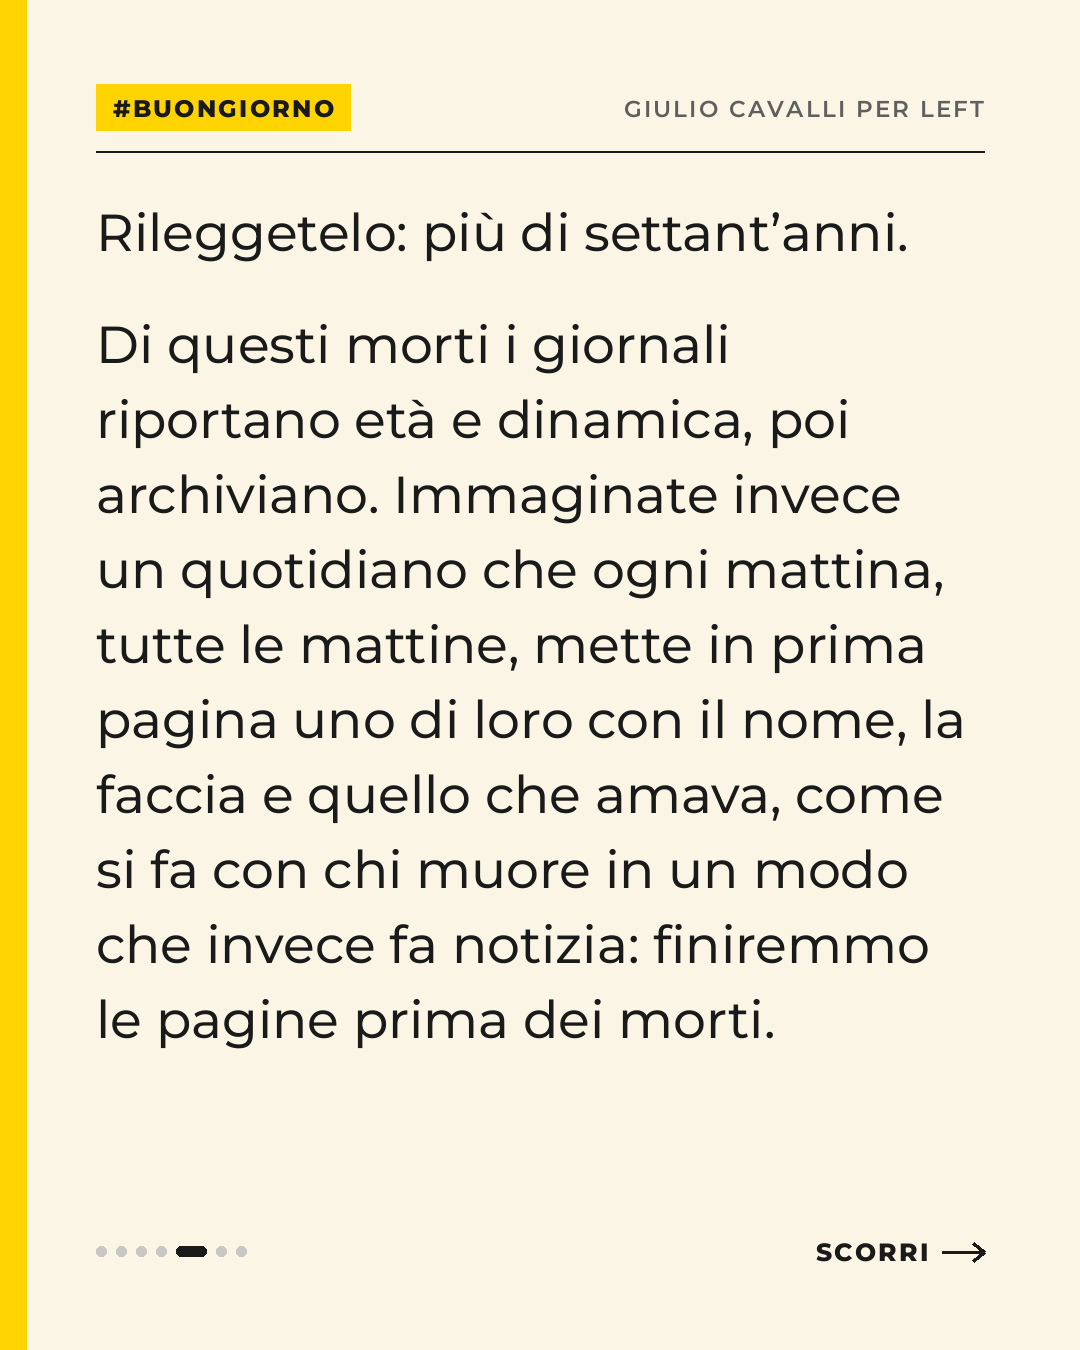 #BUONGIORNO
GIULIO CAVALLI PER LEFT
Rileggetelo: più di settant’anni.
Di questi morti i giornali
riportano età e dinamica, poi
archiviano. Immaginate invece
un quotidiano che ogni mattina,
tutte le mattine, mette in prima
pagina uno di loro con il nome, la
faccia e quello che amava, come
si fa con chi muore in un modo
che invece fa notizia: finiremmo
le pagine prima dei morti.
SCORRI